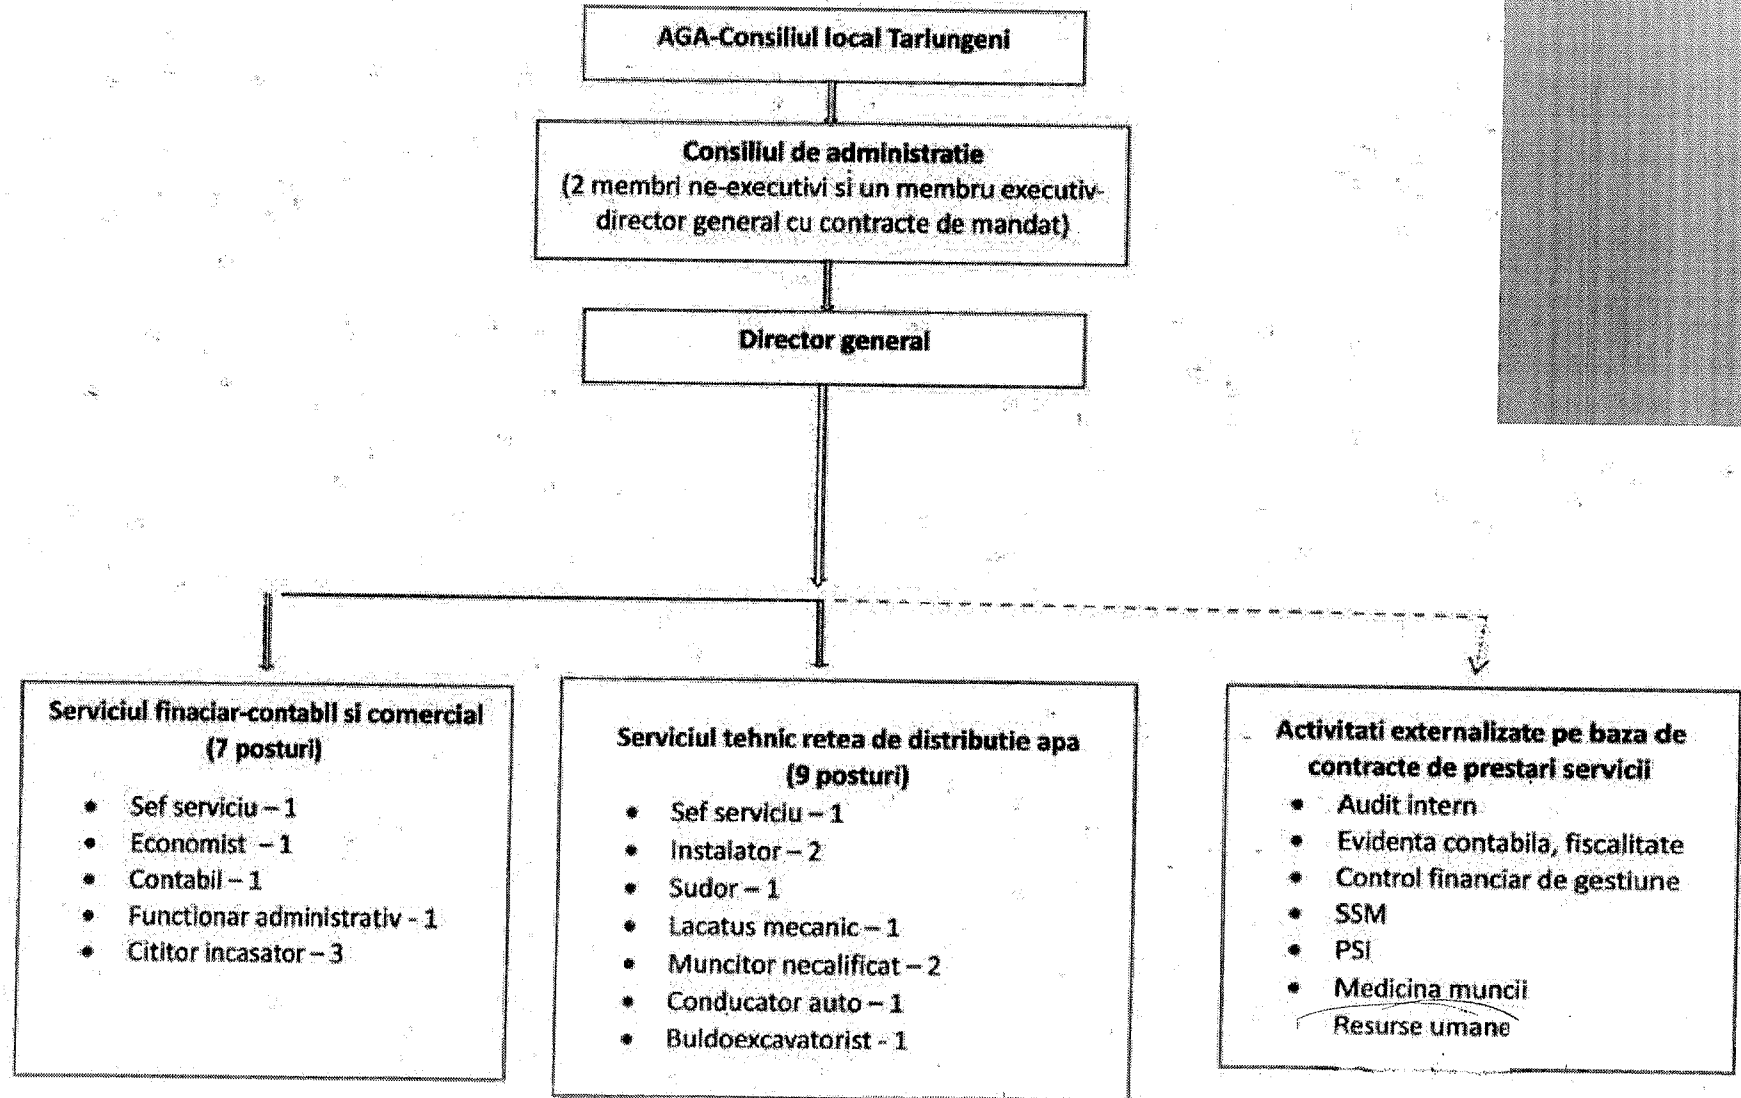 AGA-Consiliul local Tarlungeni
Consiliul de administratie
(2 membri ne-executivi si un membru executiv-
director general cu contracte de mandat)
Director general
Serviciul finaciar-contabil si comercial
(7 posturi)
• Sef serviciu – 1
• Economist – 1
• Contabil – 1
• Functionar administrativ - 1
• Cititor incasator – 3
Serviciul tehnic retea de distributie apa
(9 posturi)
• Sef serviciu – 1
• Instalator – 2
• Sudor – 1
• Lacatus mecanic – 1
• Muncitor necalificat – 2
• Conducator auto – 1
• Buldoexcavatorist - 1
Activitati externalizate pe baza de
contracte de prestari servicii
• Audit intern
• Evidenta contabila, fiscalitate
• Control financiar de gestiune
• SSM
• PSI
• Medicina muncii
Resurse umane